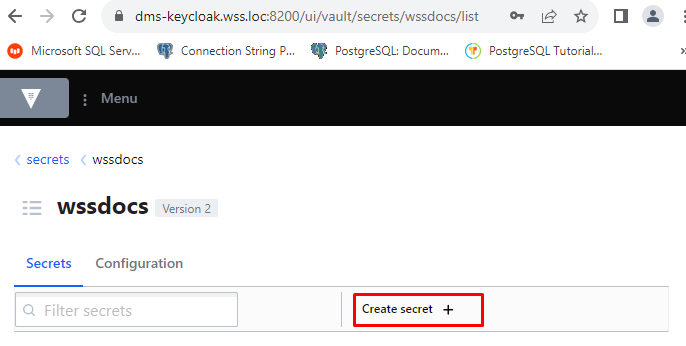 dms-keycloak.wss.loc:8200/ui/vault/secrets/wssdocs/list
Microsoft SQL Serv... Connection String P... PostgreSQL: Docum... PostgreSQL Tutorial... »
Menu
secrets wssdocs
wssdocs Version 2
Secrets Configuration
Filter secrets Create secret +